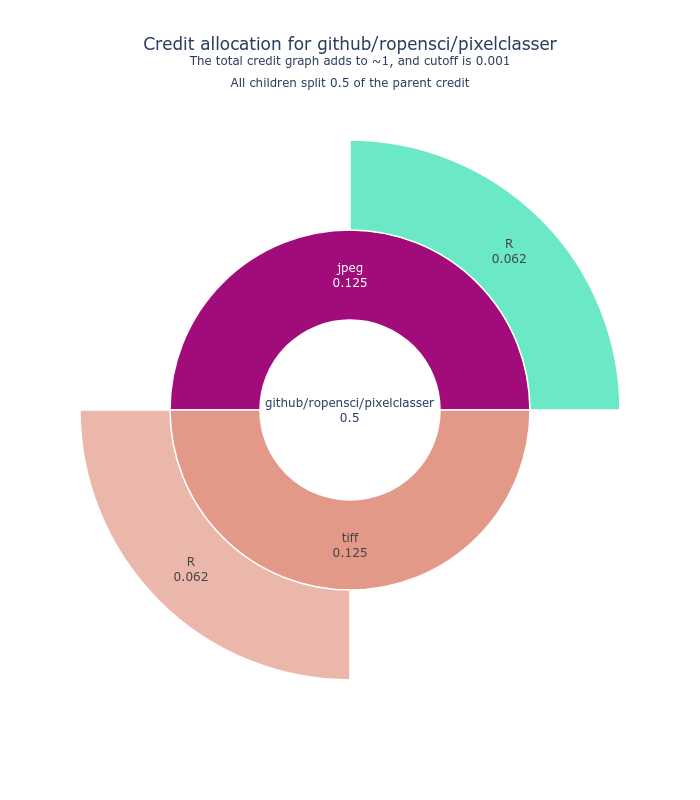 Credit allocation for github/ropensci/pixelclasser
The total credit graph adds to ~1, and cutoff is 0.001
All children split 0.5 of the parent credit
R
0.062
jpeg
0.125
github/ropensci/pixelclasser
0.5
tiff
0.125
R
0.062